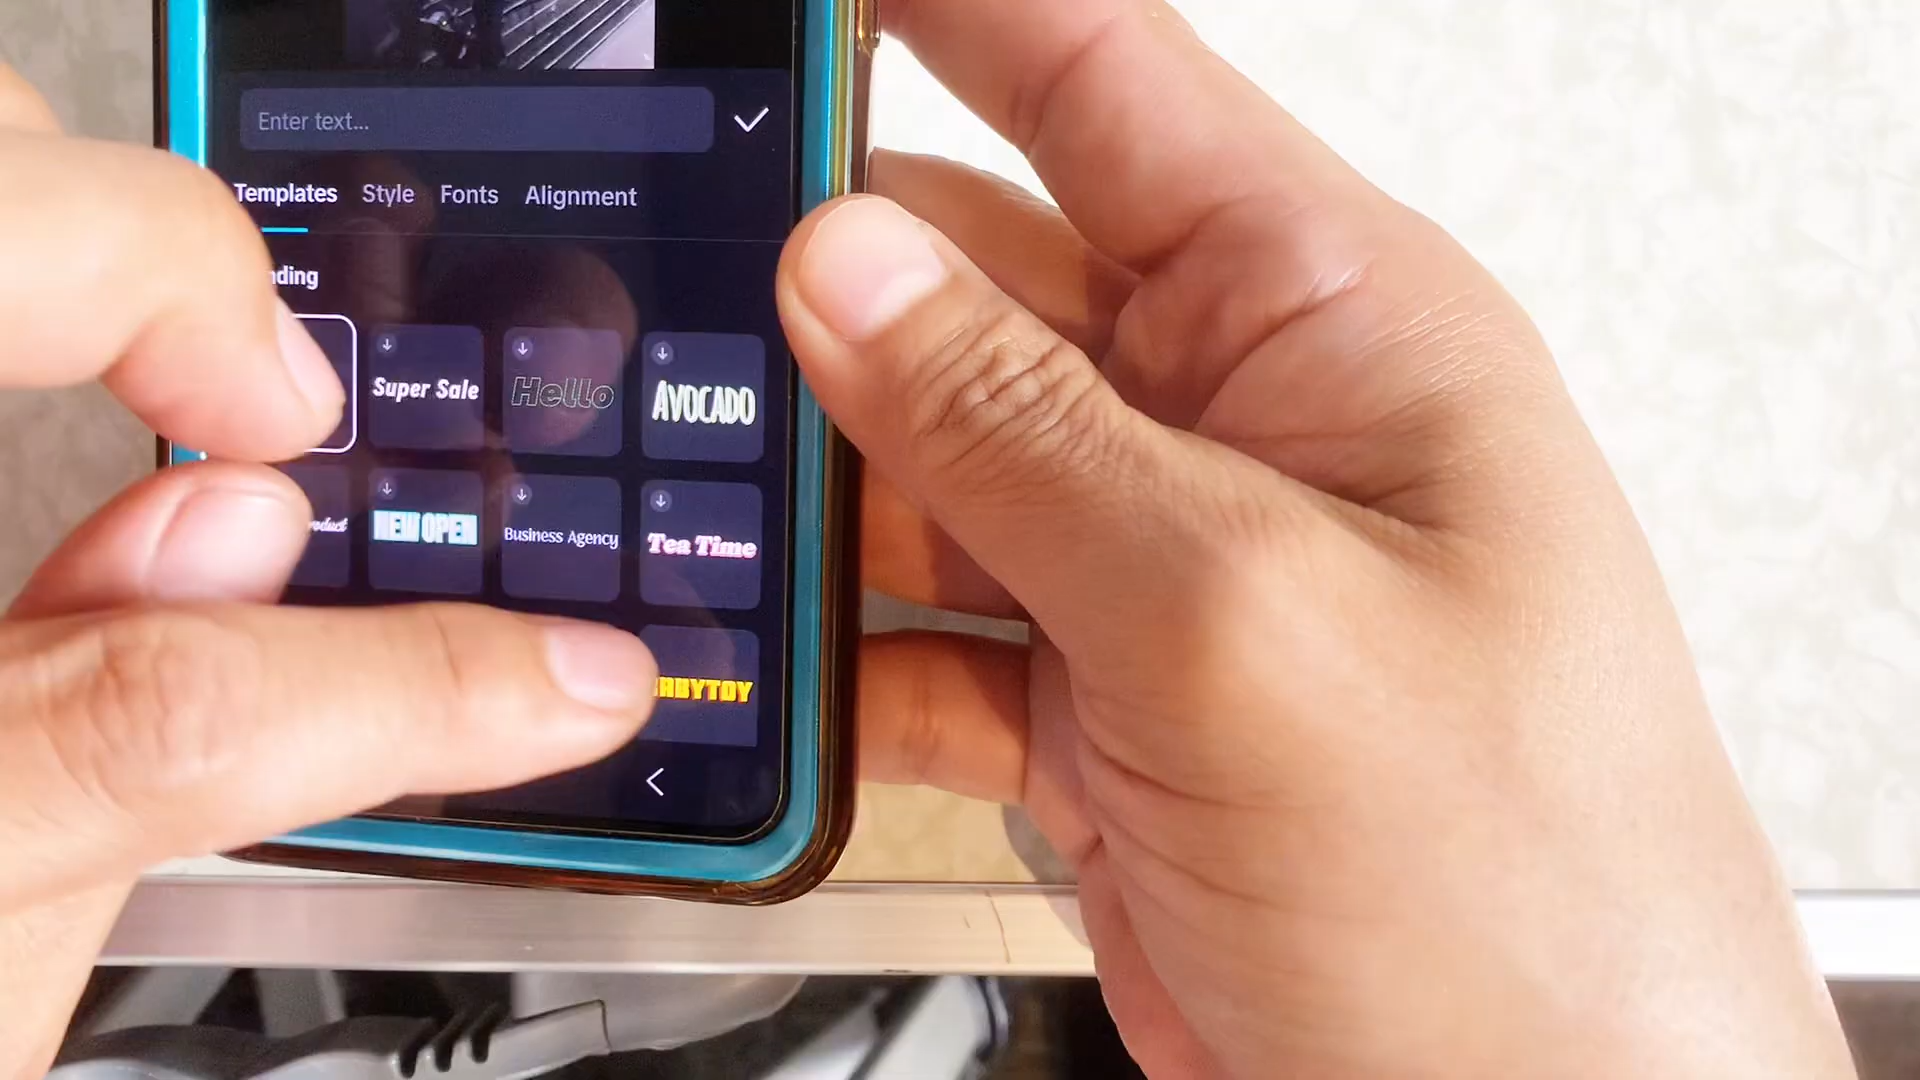 Enter text...
Templates Style Fonts Alignment
Super Sale Hello AVOCADO
NEW OPEN Business Agency Tea Time